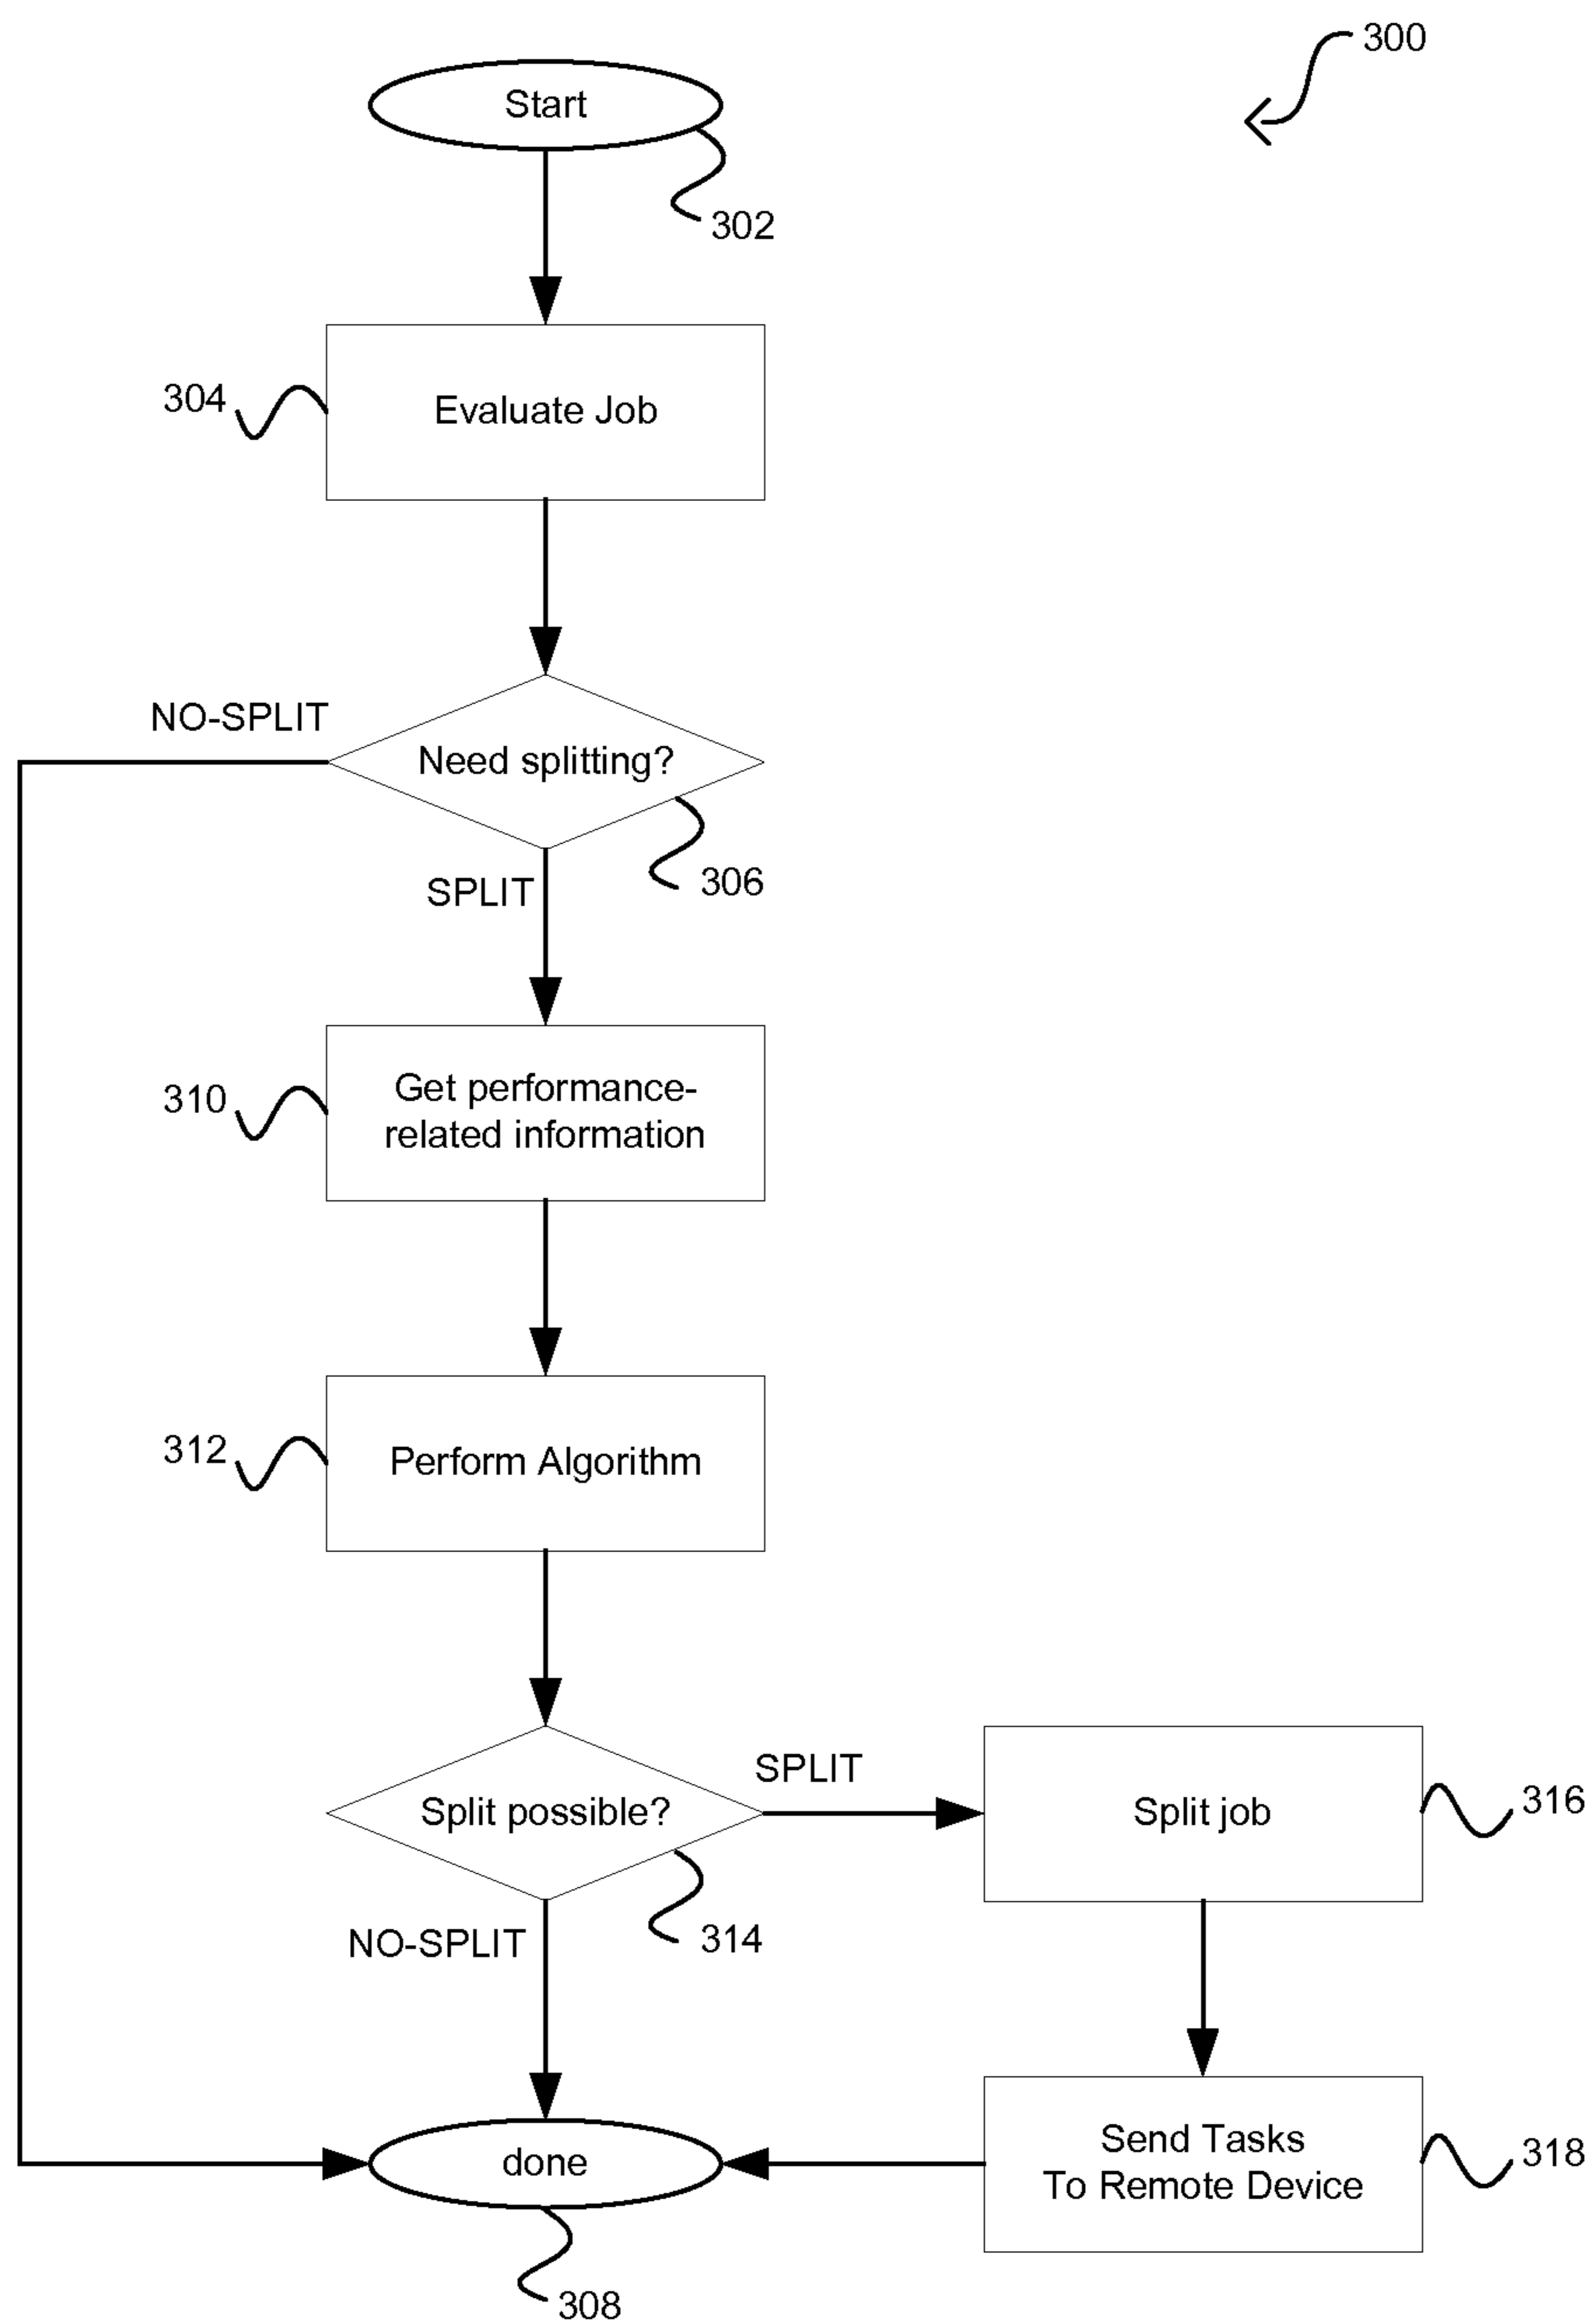 300
Start
302
304
Evaluate Job
NO-SPLIT
Need splitting?
306
SPLIT
310
Get performance-
related information
312
Perform Algorithm
SPLIT
Split possible?
Split job
316
314
NO-SPLIT
Send Tasks
To Remote Device
318
done
308